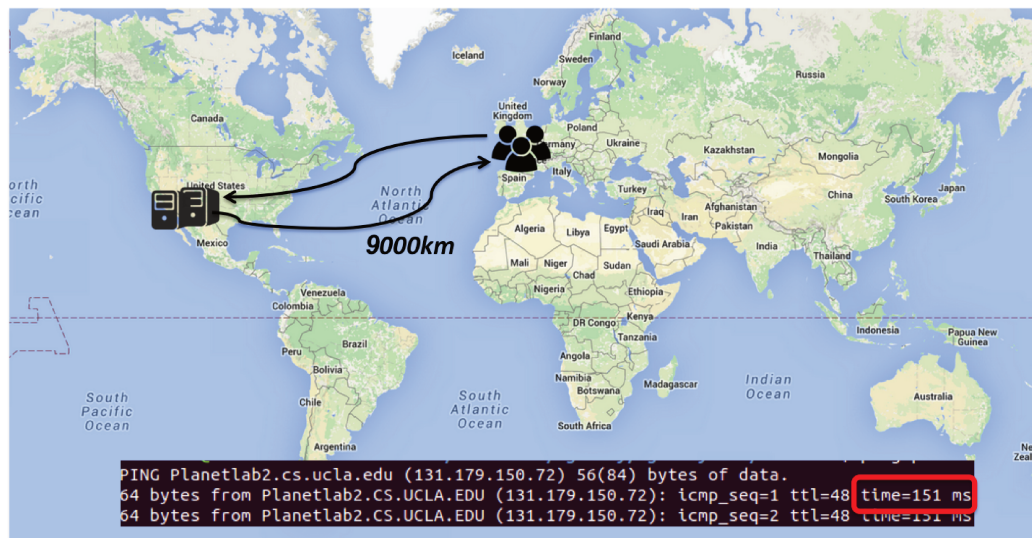 Finland
Iceland
Sweden
Russia
Norway
United
Kingdom
Canada
Poland
Ukraine
Kazakhstan
Mongolia
Italy
Spain
United States
North
Atlantic
Ocean
Turkey
China
Japan
South Korea
Afghanistan
Iraq
Iran
Pakistan
Algeria
Libya
Egypt
Mexico
9000km
Saudi Arabia
India
Mali
Niger
Sudan
Thailand
Chad
Venezuela
Nigeria
Ethiopia
Colombia
Kenya
DR Congo
Tanzania
Indonesia
Papua New
Guinea
Brazil
Peru
Angola
Bolivia
Namibia
Botswana
Madagascar
Indian
Ocean
South
Pacific
Ocean
Chile
South
Atlantic
Ocean
Australia
South Africa
Argentina
PING Planetlab2.cs.ucla.edu (131.179.150.72) 56(84) bytes of data.
64 bytes from Planetlab2.CS.UCLA.EDU (131.179.150.72): icmp_seq=1 ttl=48 time=151 ms
64 bytes from Planetlab2.CS.UCLA.EDU (131.179.150.72): icmp_seq=2 ttl=48 time=151 ms